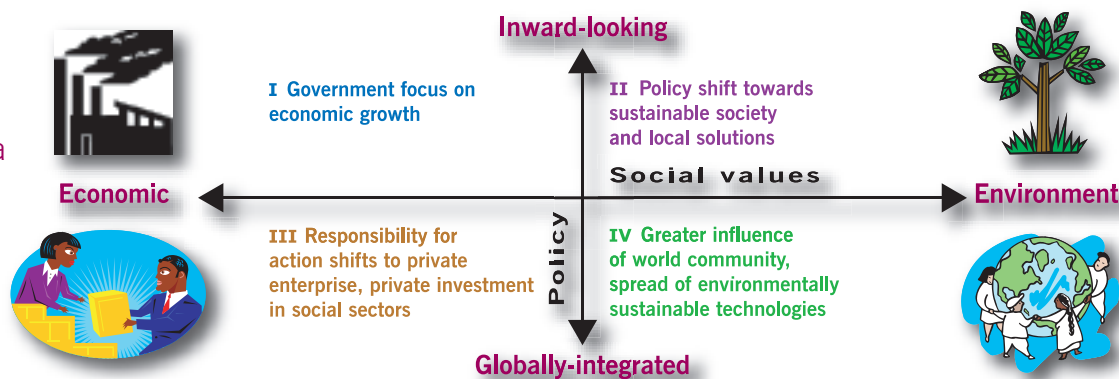 Inward-looking
I Government focus on
economic growth
II Policy shift towards
sustainable society
and local solutions
a
Social values
Economic
Environment
III Responsibility for
action shifts to private
enterprise, private investment
in social sectors
Policy
IV Greater influence
of world community,
spread of environmentally
sustainable technologies
Globally-integrated